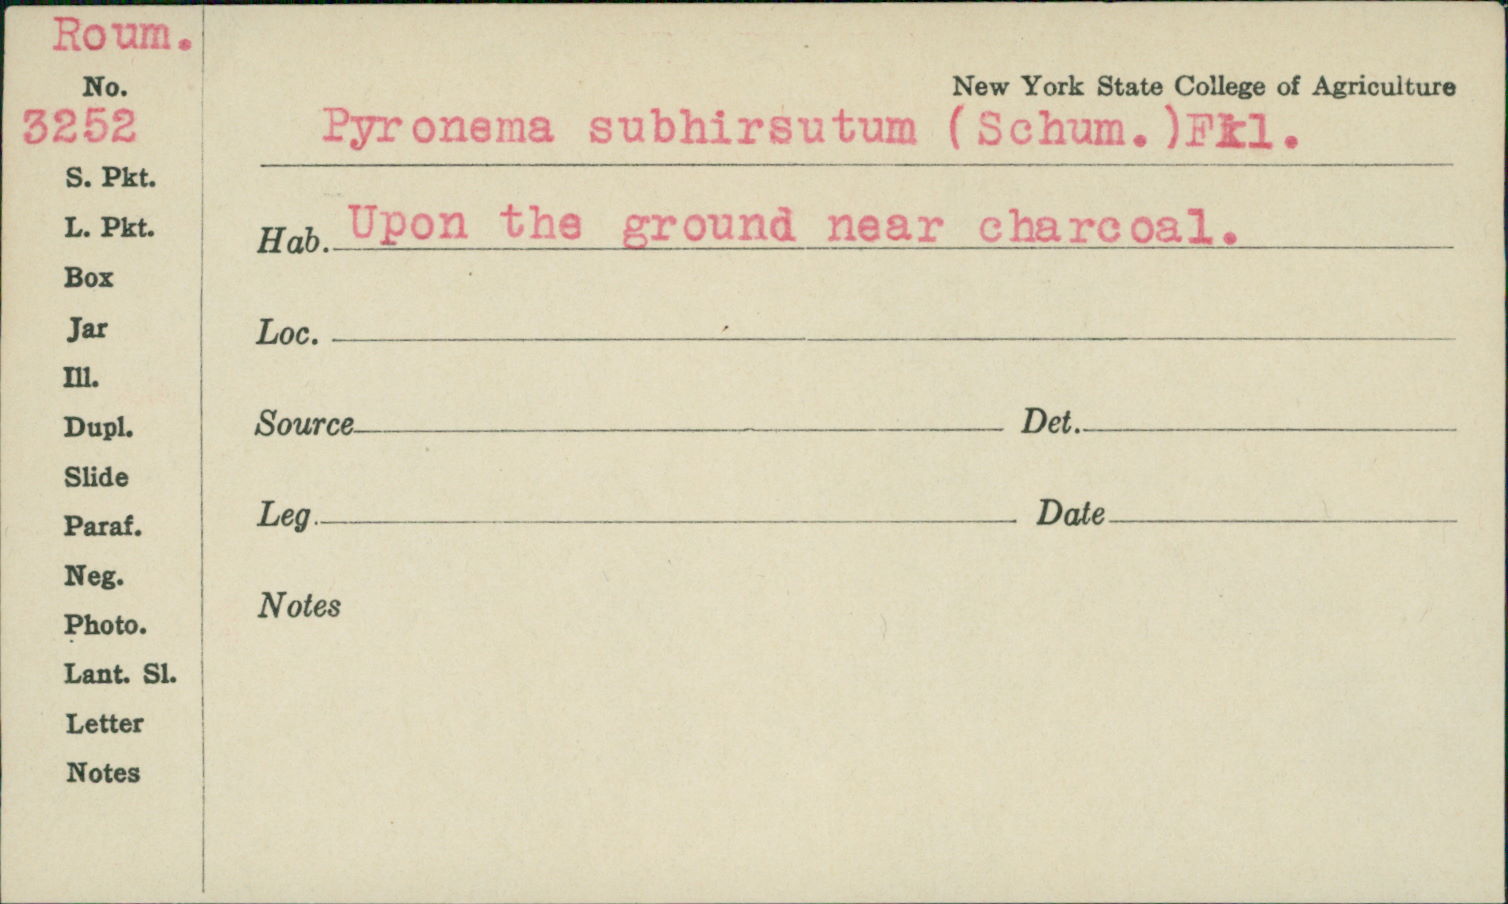 Roum.
No.
3252
S. Pkt.
L. Pkt.
Box
Jar
Ill.
Dupl.
Slide
Paraf.
Neg.
Photo.
Lant. Sl.
Letter
Notes
New York State College of Agriculture
Pyronema subhirsutum (Schum.)Fkl.
Hab. Upon the ground near charcoal.
Loc.
Source Det.
Leg. Date
Notes